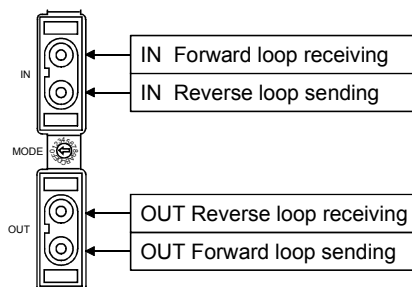 IN
IN Forward loop receiving
IN Reverse loop sending
MODE
OUT
OUT Reverse loop receiving
OUT Forward loop sending